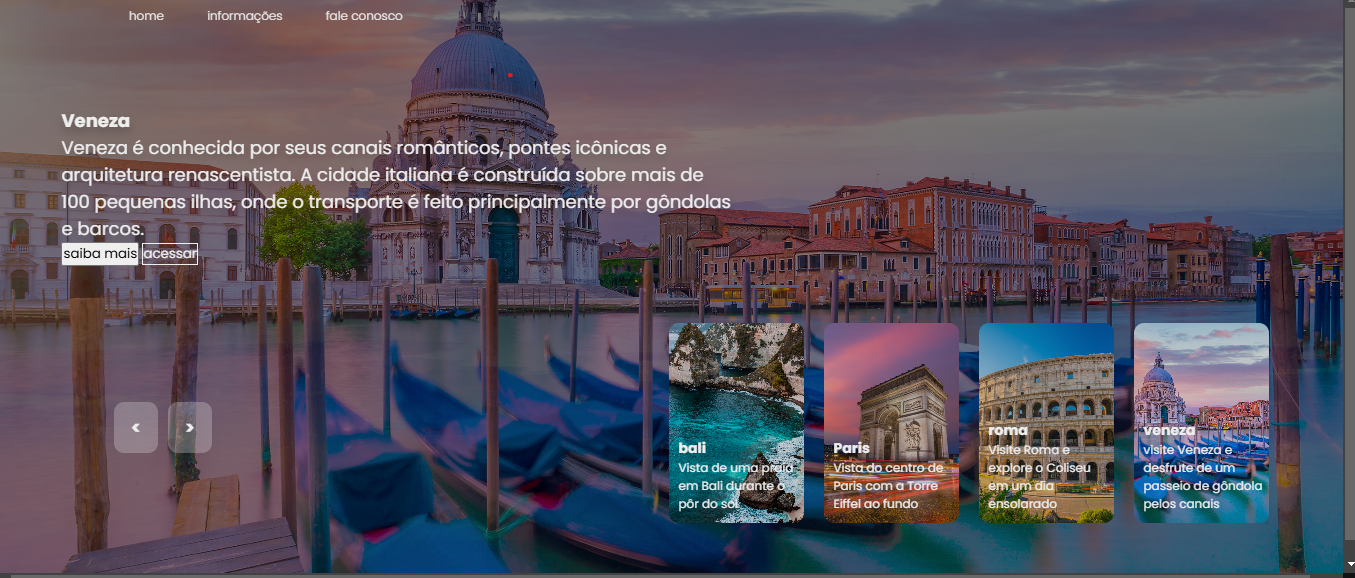 home informações fale conosco
Veneza
Veneza é conhecida por seus canais românticos, pontes icônicas e
arquitetura renascentista. A cidade italiana é construída sobre mais de
100 pequenas ilhas, onde o transporte é feito principalmente por gôndolas
e barcos.
saiba mais acessar
< >
bali
Vista de uma praia
em Bali durante o
pôr do sol
Paris
Vista do centro de
Paris com a Torre
Eiffel ao fundo
roma
Visite Roma e
explore o Coliseu
em um dia
ensolarado
veneza
visite Veneza e
desfrute de um
passeio de gôndola
pelos canais